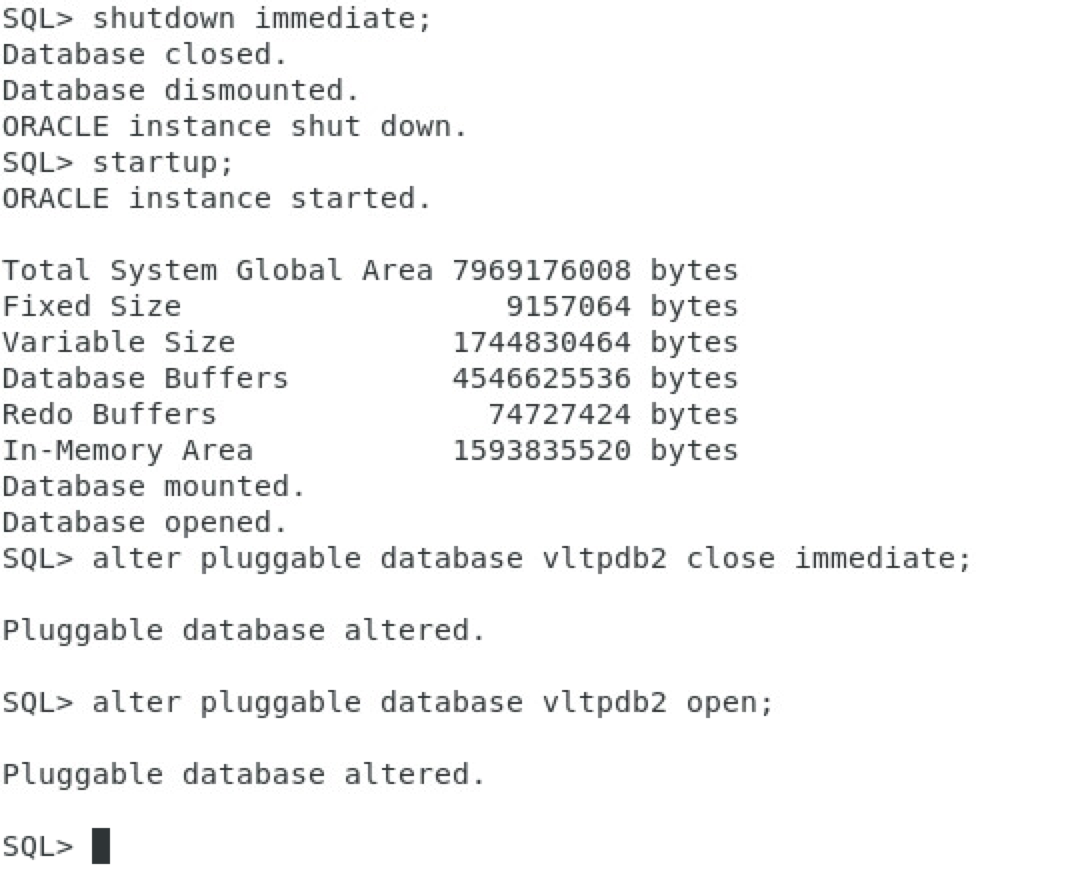 SQL> shutdown immediate;
Database closed.
Database dismounted.
ORACLE instance shut down.
SQL> startup;
ORACLE instance started.

Total System Global Area 7969176008 bytes
Fixed Size                  9157064 bytes
Variable Size            1744830464 bytes
Database Buffers         4546625536 bytes
Redo Buffers               74727424 bytes
In-Memory Area           1593835520 bytes
Database mounted.
Database opened.
SQL> alter pluggable database vltpdb2 close immediate;

Pluggable database altered.

SQL> alter pluggable database vltpdb2 open;

Pluggable database altered.

SQL>